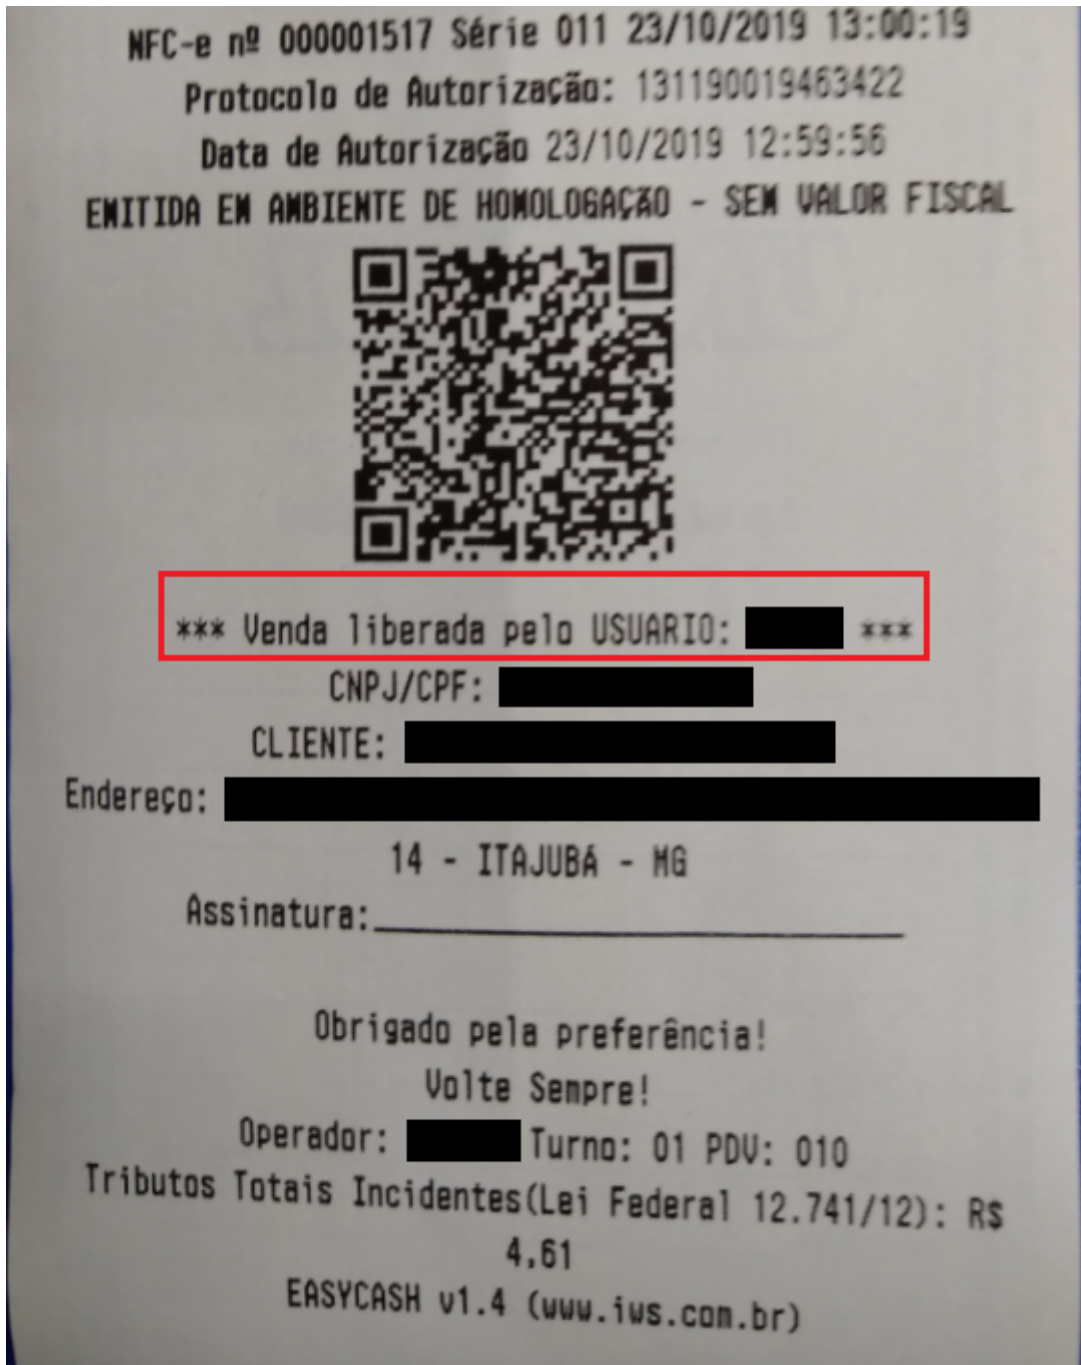 NFC-e nº 000001517 Série 011 23/10/2019 13:00:19
Protocolo de Autorização: 131190019463422
Data de Autorização 23/10/2019 12:59:56
EMITIDA EM AMBIENTE DE HOMOLOGAÇÃO - SEM VALOR FISCAL
*** Venda liberada pelo USUARIO: ***
CNPJ/CPF:
CLIENTE:
Endereço:
14 - ITAJUBÁ - MG
Assinatura:
Obrigado pela preferência!
Volte Sempre!
Operador: Turno: 01 PDV: 010
Tributos Totais Incidentes(Lei Federal 12.741/12): R$
4,61
EASYCASH v1.4 (www.iws.com.br)